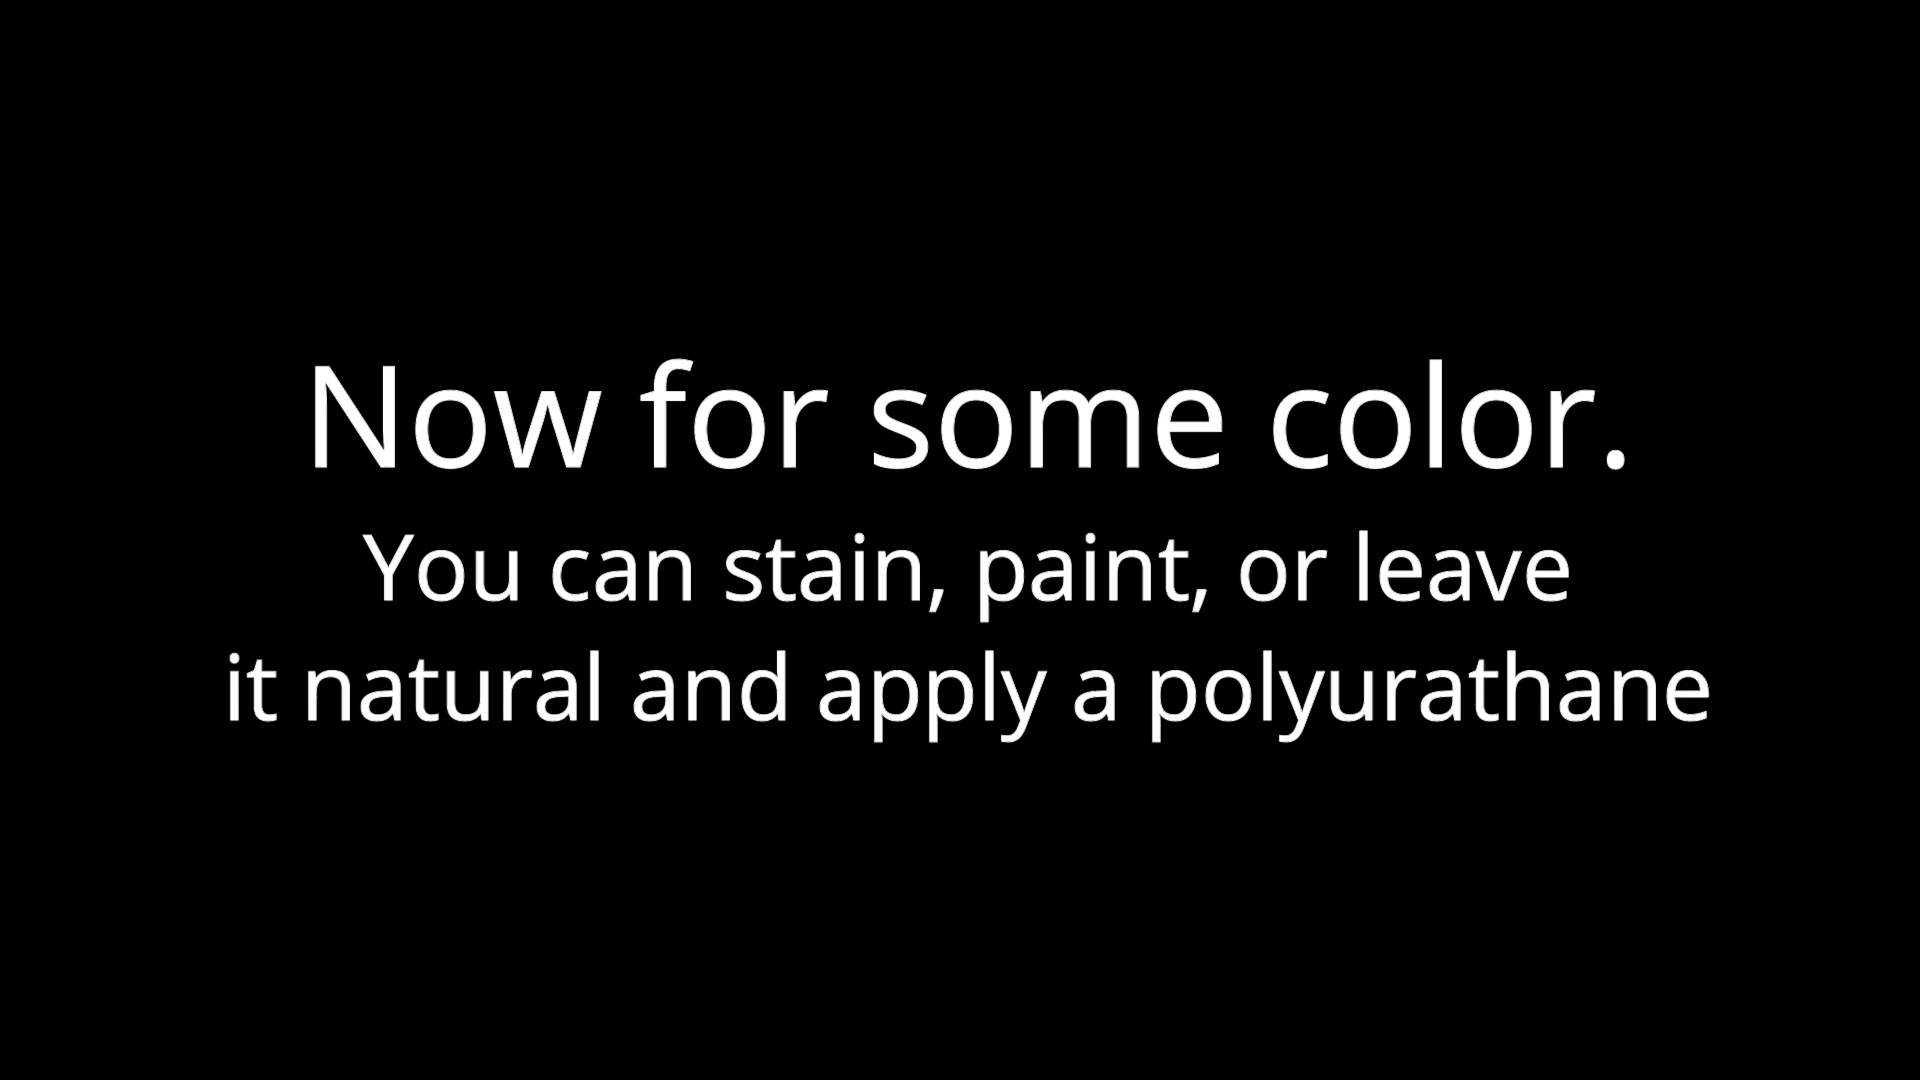 Now for some color.
You can stain, paint, or leave
it natural and apply a polyurathane